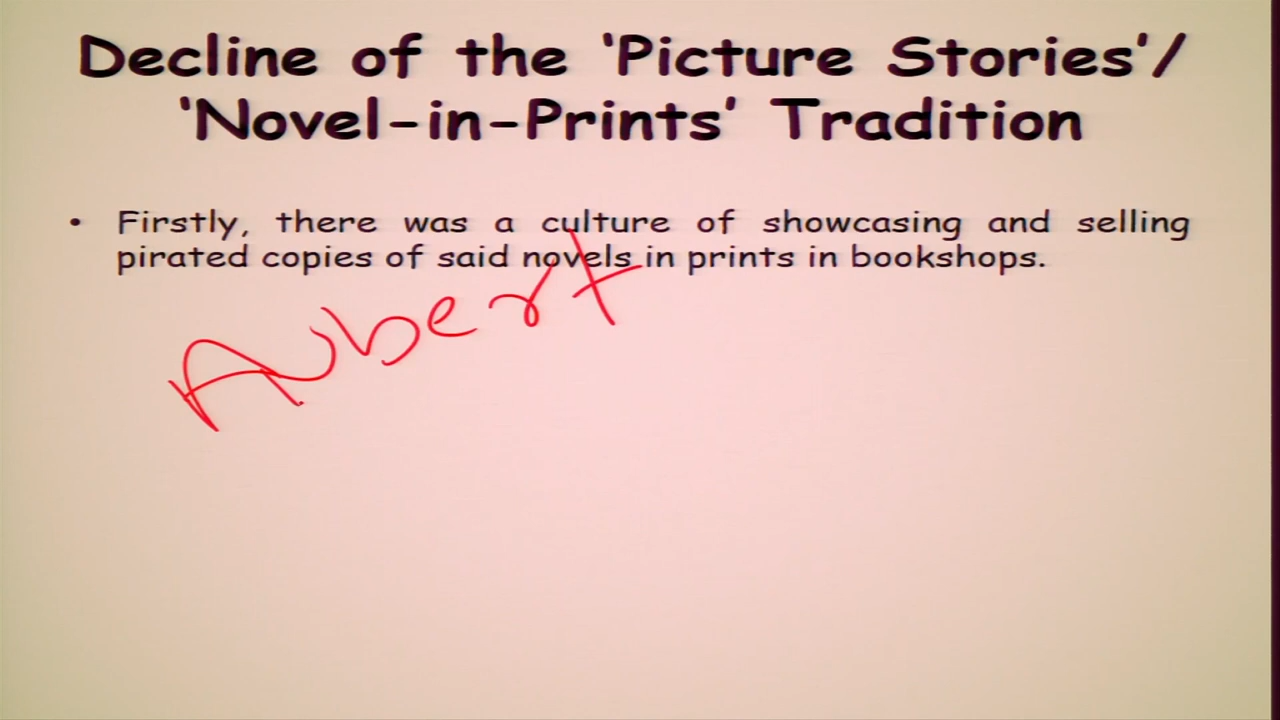 Decline of the 'Picture Stories'/
'Novel-in-Prints' Tradition
• Firstly, there was a culture of showcasing and selling
pirated copies of said novels in prints in bookshops.
Aubert